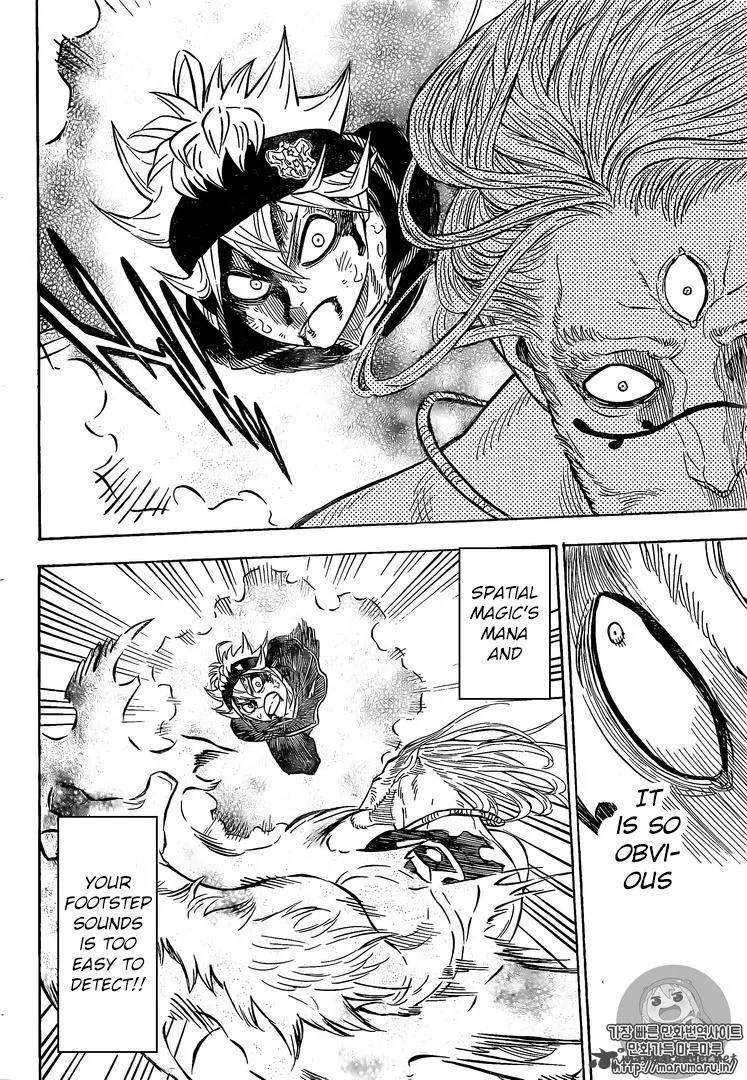 IT
IS SO
OBVI-
OUS
SPATIAL
MAGIC'S
MANA
AND
YOUR
FOOTSTEP
SOUNDS
IS TOO
EASY TO
DETECT!!
가장 빠른 만화번역사이트
만화가득 마루마루
http://marumaru.in/